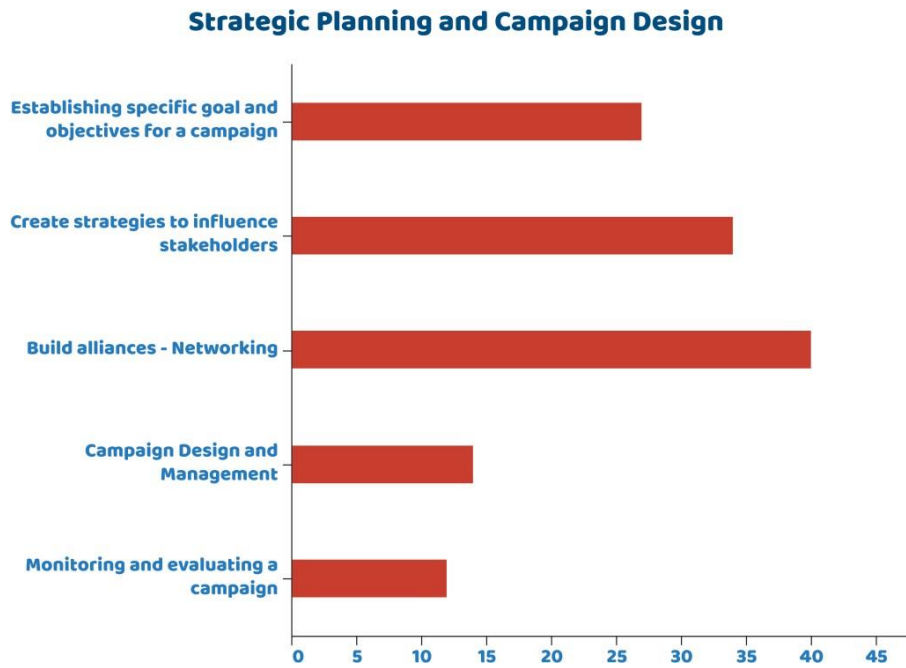 Strategic Planning and Campaign Design
Establishing specific goal and
objectives for a campaign
Create strategies to influence
stakeholders
Build alliances - Networking
Campaign Design and
Management
Monitoring and evaluating a
campaign
0 5 10 15 20 25 30 35 40 45